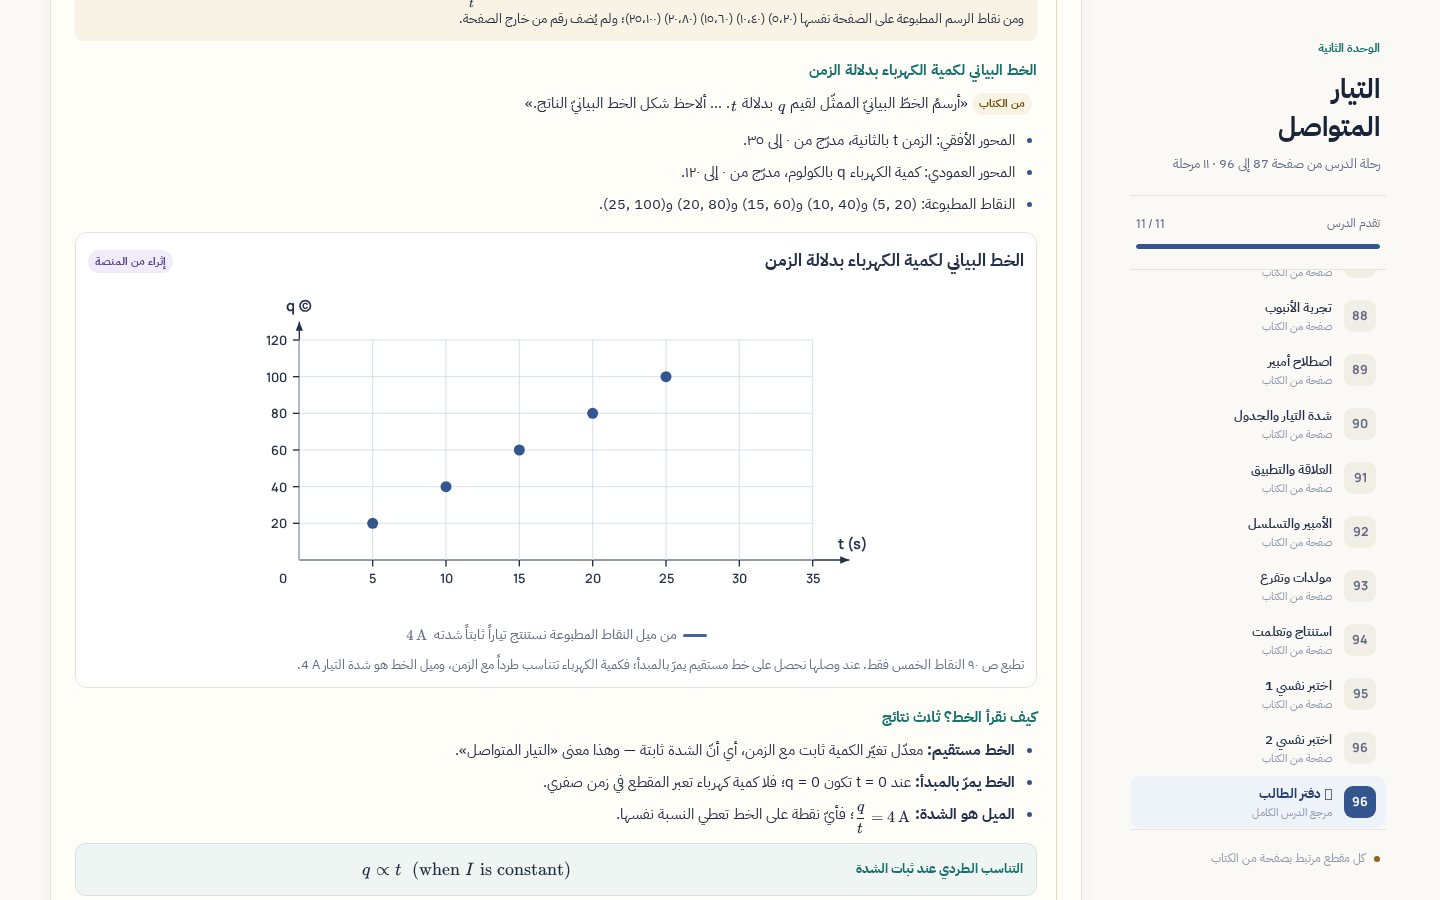 الوحدة الثانية
التيار
المتواصل
رحلة الدرس من صفحة 87 إلى 96 · ١١ مرحلة
تقدم الدرس
11 / 11
صفحة من الكتاب
88
تجربة الأنبوب
صفحة من الكتاب
89
اصطلاح أمبير
صفحة من الكتاب
90
شدة التيار والجدول
صفحة من الكتاب
91
العلاقة والتطبيق
صفحة من الكتاب
92
الأمبير والتسلسل
صفحة من الكتاب
93
مولدات وتفرع
صفحة من الكتاب
94
استنتاج وتعلمت
صفحة من الكتاب
95
اختبر نفسي 1
صفحة من الكتاب
96
اختبر نفسي 2
صفحة من الكتاب
96
دفتر الطالب
مرجع الدرس الكامل
كل مقطع مرتبط بصفحة من الكتاب
t
ومن نقاط الرسم المطبوعة على الصفحة نفسها (٥،٢٠) (١٠،٤٠) (١٥،٦٠) (٢٠،٨٠) (٢٥،١٠٠)؛ ولم يُضف رقم من خارج الصفحة.
الخط البياني لكمية الكهرباء بدلالة الزمن
من الكتاب «أرسمُ الخطّ البيانيّ الممثّل لقيم q بدلالة t. ... ألاحظ شكل الخط البيانيّ الناتج.»
المحور الأفقي: الزمن t بالثانية، مدرّج من ٠ إلى ٣٥.
المحور العمودي: كمية الكهرباء q بالكولوم، مدرّج من ٠ إلى ١٢٠.
النقاط المطبوعة: (5, 20) و(10, 40) و(15, 60) و(20, 80) و(25, 100).
الخط البياني لكمية الكهرباء بدلالة الزمن
إثراء من المنصة
q ©
120
100
80
60
40
20
t (s)
0 5 10 15 20 25 30 35
من ميل النقاط المطبوعة نستنتج تياراً ثابتاً شدته 4 A
تطبع ص ٩٠ النقاط الخمس فقط. عند وصلها نحصل على خط مستقيم يمرّ بالمبدأ؛ فكمية الكهرباء تتناسب طرداً مع الزمن، وميل الخط هو شدة التيار 4 A.
كيف نقرأ الخط؟ ثلاث نتائج
الخط مستقيم: معدّل تغيّر الكمية ثابت مع الزمن، أي أنّ الشدة ثابتة — وهذا معنى «التيار المتواصل».
الخط يمرّ بالمبدأ: عند t = 0 تكون q = 0؛ فلا كمية كهرباء تعبر المقطع في زمن صفري.
الميل هو الشدة: q/t = 4 A؛ فأيّ نقطة على الخط تعطي النسبة نفسها.
التناسب الطردي عند ثبات الشدة
q ∝ t (when I is constant)